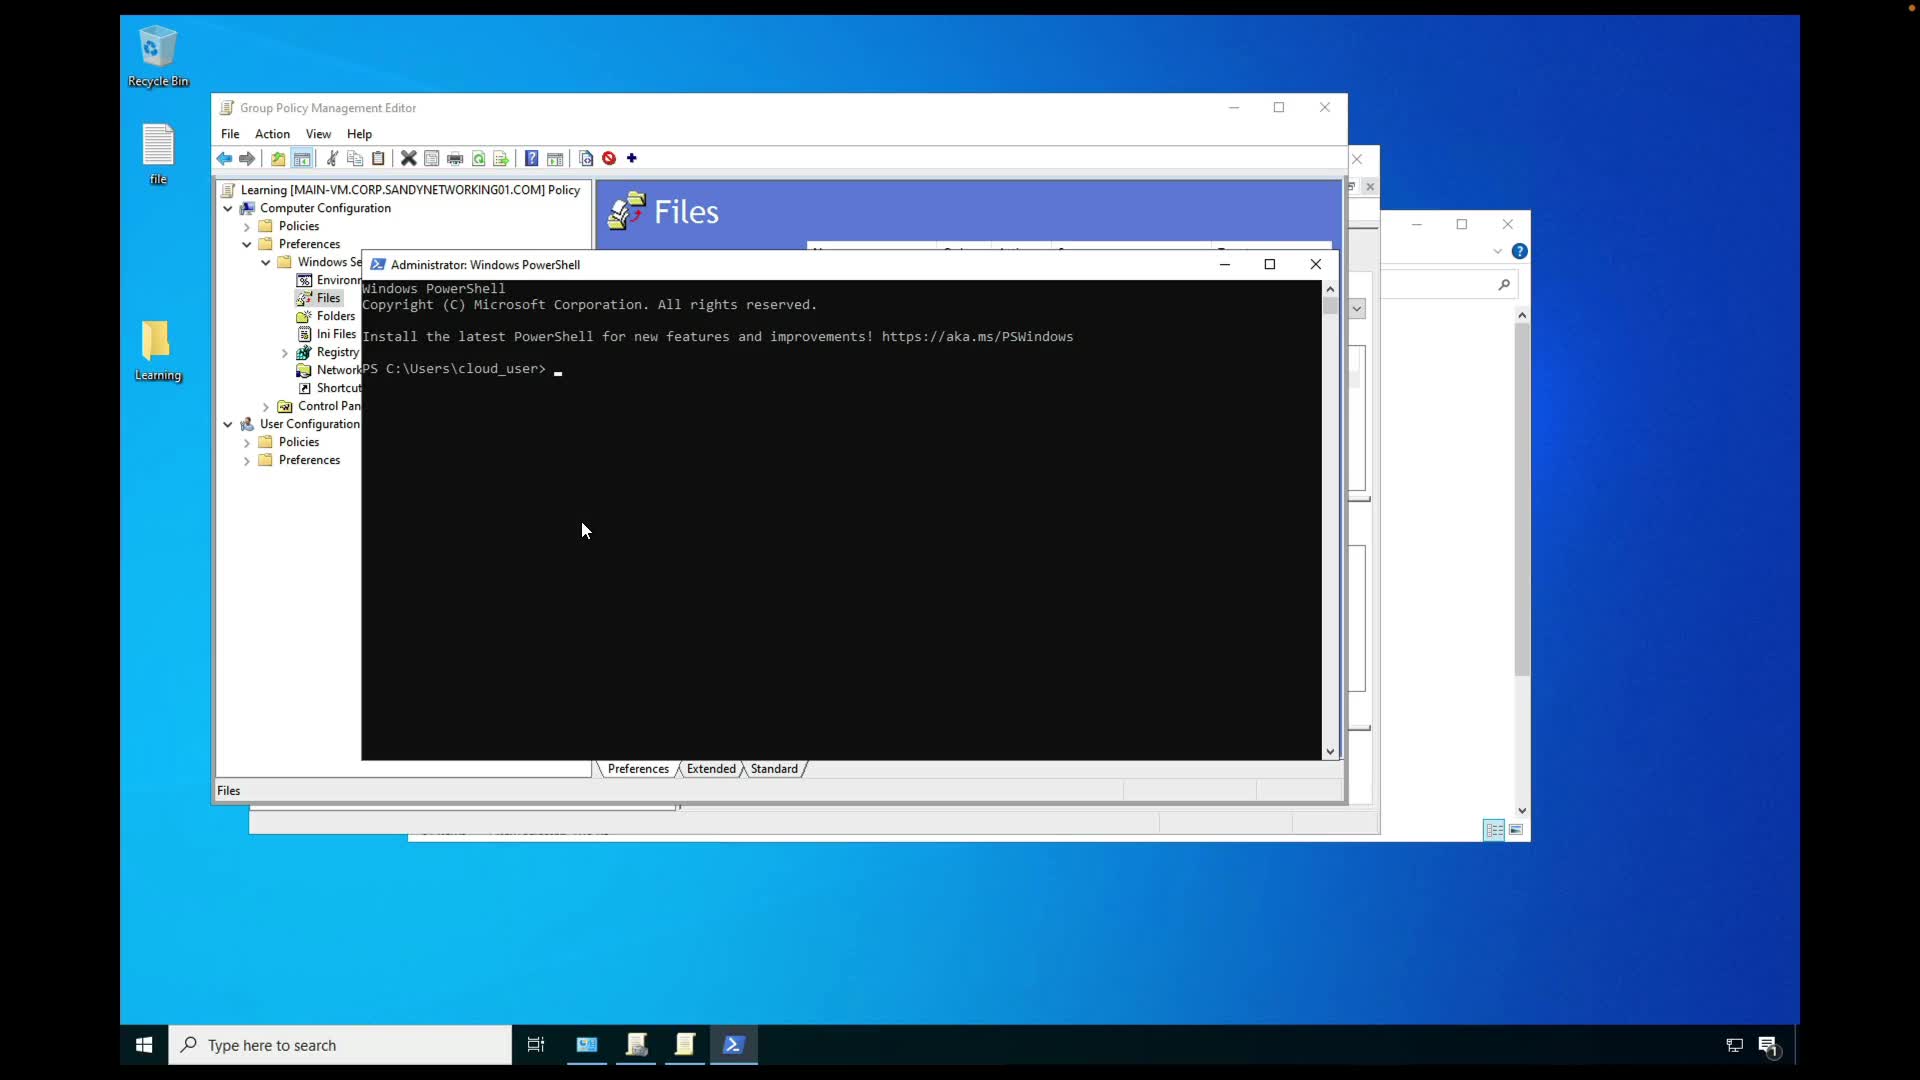 Recycle Bin
file
Learning
Group Policy Management Editor
File Action View Help
Learning [MAIN-VM.CORP.SANDYNETWORKING01.COM] Policy
Computer Configuration
Policies
Preferences
Windows Se
Environ
Files
Folders
Ini Files
Registry
Network
Shortcut
Control Pan
User Configuration
Policies
Preferences
Files
Administrator: Windows PowerShell
Windows PowerShell
Copyright (C) Microsoft Corporation. All rights reserved.
Install the latest PowerShell for new features and improvements! https://aka.ms/PSWindows
PS C:\Users\cloud_user>
Preferences Extended Standard
Files
Type here to search
1